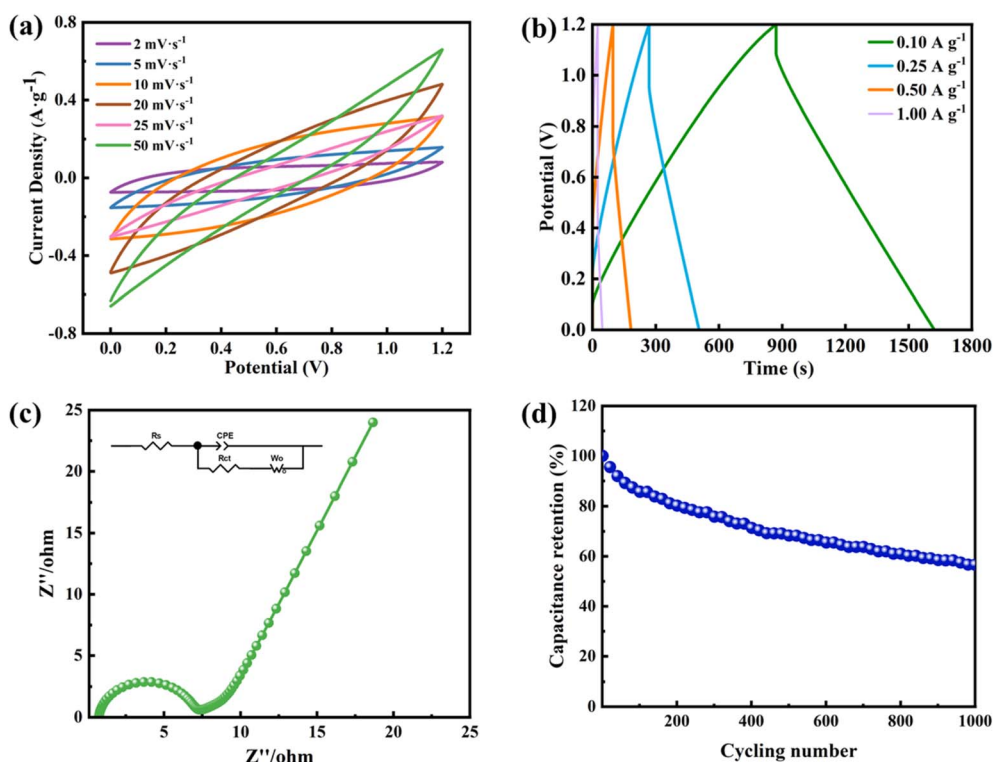 (a)
2 mV·s⁻¹
5 mV·s⁻¹
10 mV·s⁻¹
20 mV·s⁻¹
25 mV·s⁻¹
50 mV·s⁻¹
Current Density (A·g⁻¹)
0.8
0.4
0.0
-0.4
-0.8
0.0 0.2 0.4 0.6 0.8 1.0 1.2
Potential (V)
(b)
0.10 A g⁻¹
0.25 A g⁻¹
0.50 A g⁻¹
1.00 A g⁻¹
Potential (V)
1.2
1.0
0.8
0.6
0.4
0.2
0.0
0 300 600 900 1200 1500 1800
Time (s)
(c)
Rs CPE
Rct Wo
Z''/ohm
25
20
15
10
5
0
0 5 10 15 20 25
Z''/ohm
(d)
Capacitance retention (%)
120
100
80
60
40
20
0
200 400 600 800 1000
Cycling number